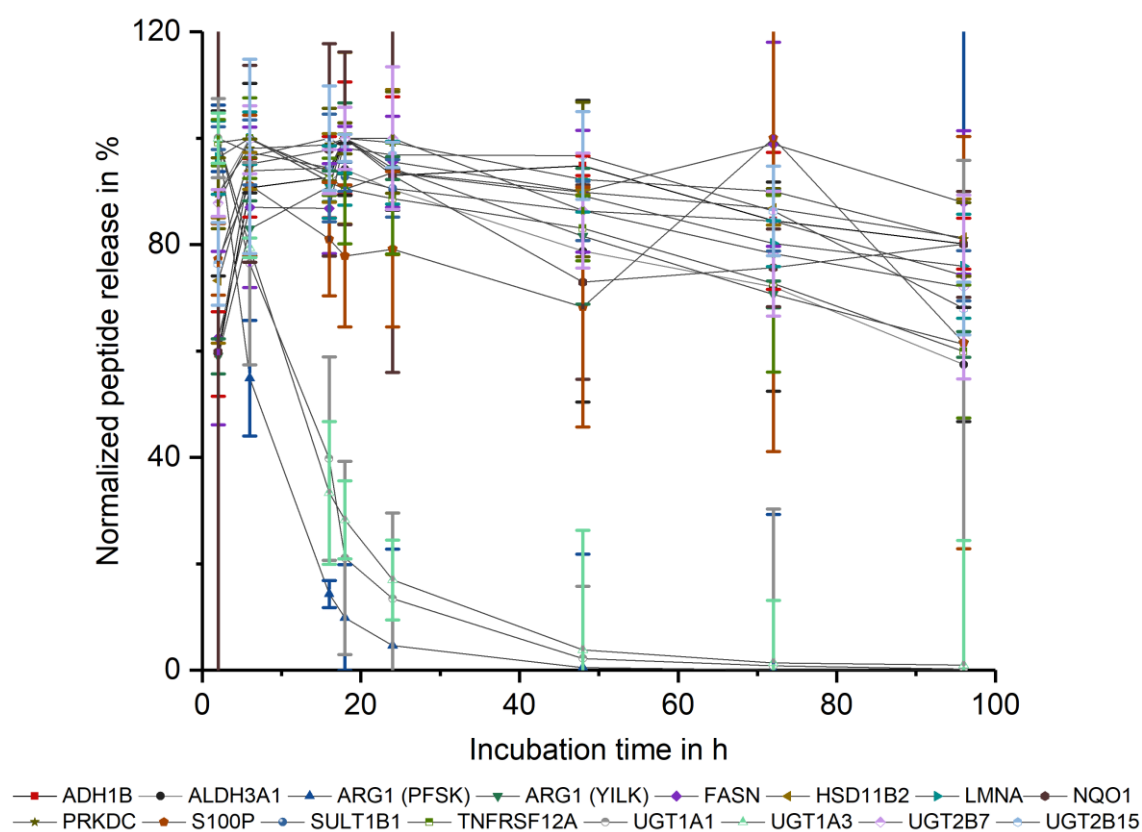 Normalized peptide release in %
120
80
40
0
0 20 40 60 80 100
Incubation time in h
ADH1B ALDH3A1 ARG1 (PFSK) ARG1 (YILK) FASN HSD11B2 LMNA NQO1
PRKDC S100P SULT1B1 TNFRSF12A UGT1A1 UGT1A3 UGT2B7 UGT2B15